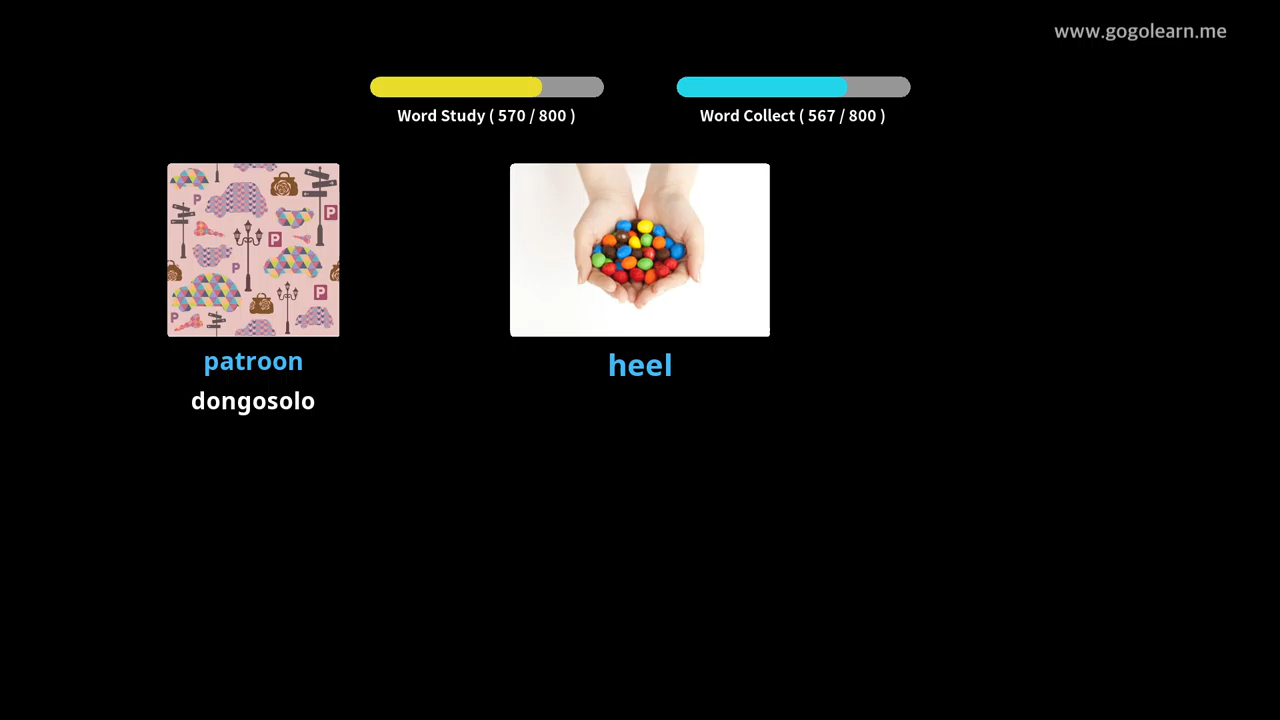 www.gogolearn.me
Word Study ( 570 / 800 )
Word Collect ( 567 / 800 )
P
P
P
P
P
P
patroon
dongosolo
heel